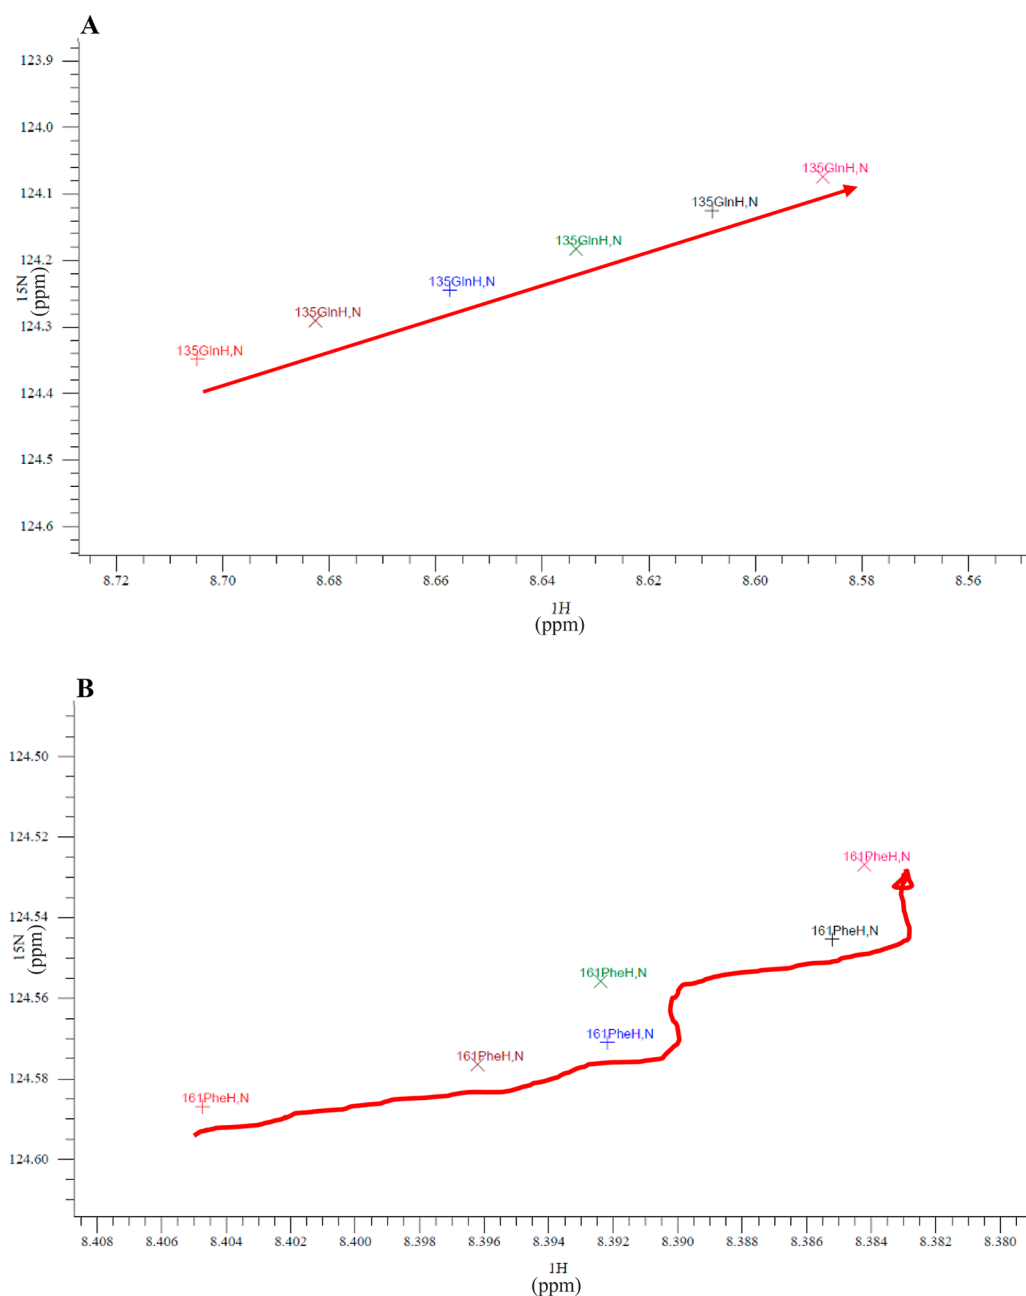 A
123.9
124.0
124.1
124.2
124.3
124.4
124.5
124.6
15N
(ppm)
135GlnH,N
135GlnH,N
135GlnH,N
135GlnH,N
135GlnH,N
135GlnH,N
8.72 8.70 8.68 8.66 8.64 8.62 8.60 8.58 8.56
1H
(ppm)
B
124.50
124.52
124.54
124.56
124.58
124.60
15N
(ppm)
161PheH,N
161PheH,N
161PheH,N
161PheH,N
161PheH,N
161PheH,N
8.408 8.406 8.404 8.402 8.400 8.398 8.396 8.394 8.392 8.390 8.388 8.386 8.384 8.382 8.380
1H
(ppm)